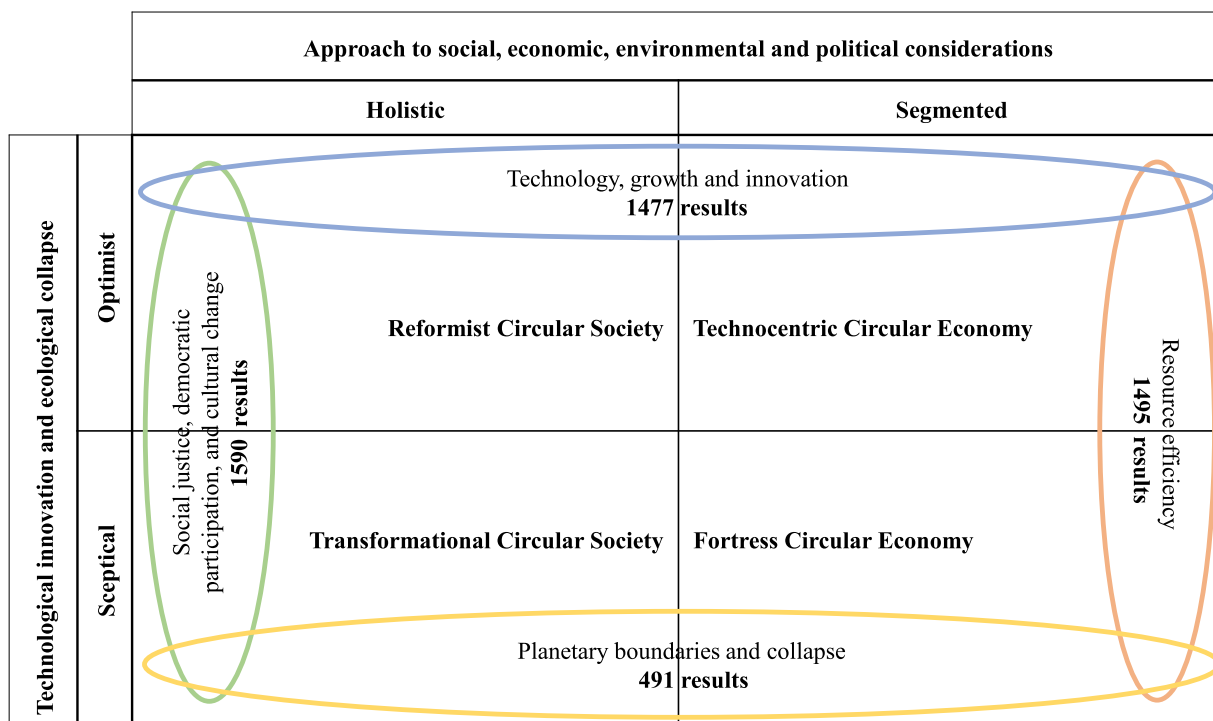 Approach to social, economic, environmental and political considerations
Holistic
Segmented
Technological innovation and ecological collapse
Optimist
Sceptical
Technology, growth and innovation
1477 results
Social justice, democratic
participation, and cultural change
1590 results
Reformist Circular Society
Technocentric Circular Economy
Resource efficiency
1495 results
Transformational Circular Society
Fortress Circular Economy
Planetary boundaries and collapse
491 results